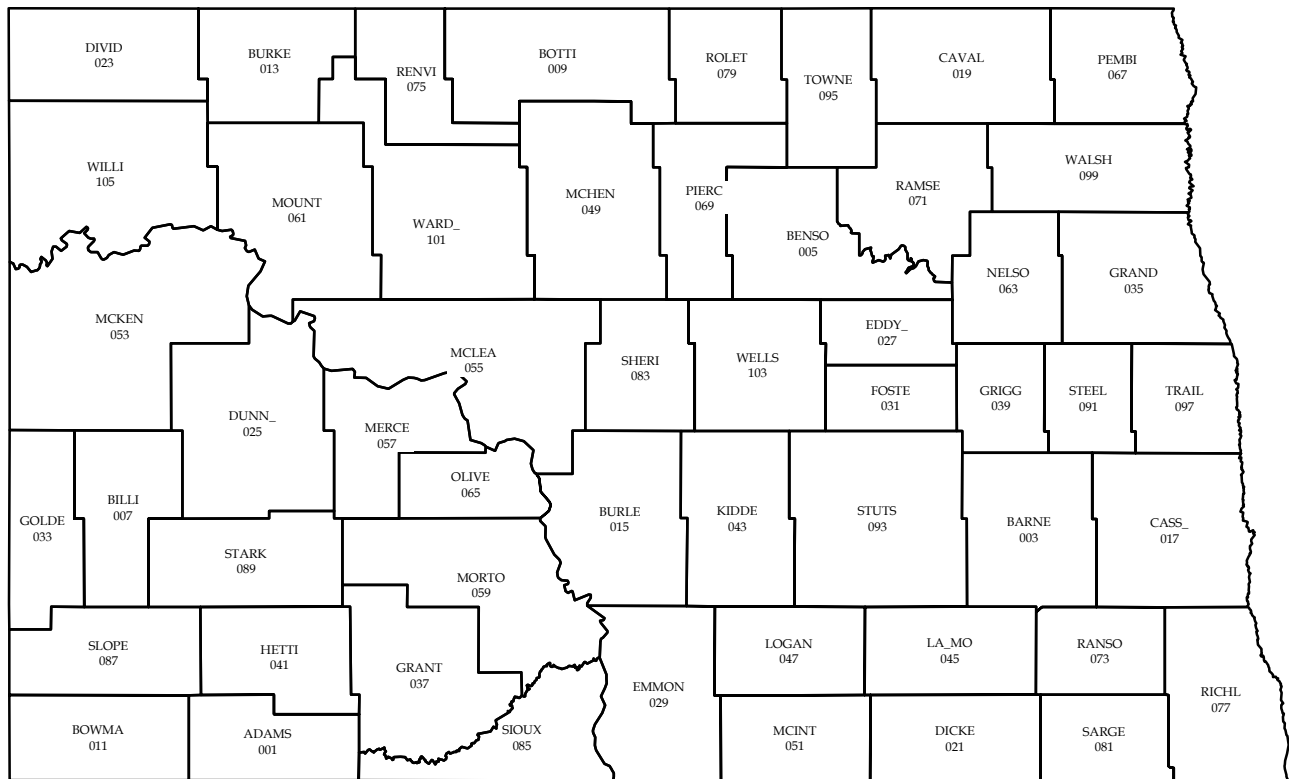 DIVID
023
BURKE
013
RENVI
075
BOTTI
009
ROLET
079
TOWNE
095
CAVAL
019
PEMBI
067
WILLI
105
MOUNT
061
WARD_
101
MCHEN
049
PIERC
069
BENSO
005
RAMSE
071
WALSH
099
MCKEN
053
NELSO
063
GRAND
035
MCLEA
055
SHERI
083
WELLS
103
EDDY_
027
FOSTE
031
GRIGG
039
STEEL
091
TRAIL
097
DUNN_
025
MERCE
057
OLIVE
065
GOLDE
033
BILLI
007
STARK
089
MORTO
059
BURLE
015
KIDDE
043
STUTS
093
BARNE
003
CASS_
017
SLOPE
087
HETTI
041
GRANT
037
EMMON
029
LOGAN
047
LA_MO
045
RANSO
073
RICHL
077
BOWMA
011
ADAMS
001
SIOUX
085
MCINT
051
DICKE
021
SARGE
081